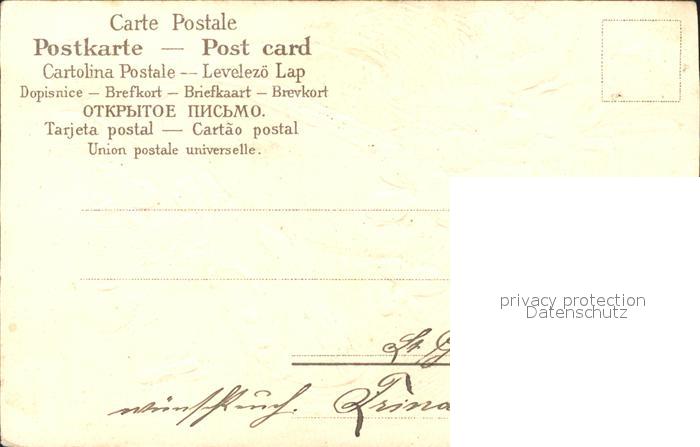 Carte Postale
Postkarte — Post card
Cartolina Postale -- Levelezö Lap
Dopisnice — Brefkort — Briefkaart — Brevkort
ОТКРЫТОЕ ПИСЬМО.
Tarjeta postal — Cartão postal
Union postale universelle.
privacy protection
Datenschutz
St.